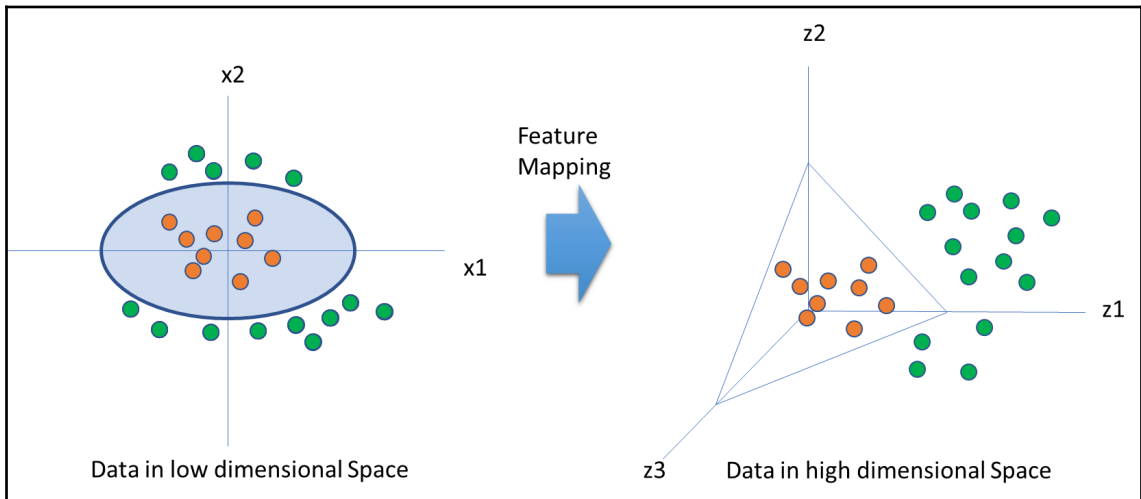 x2
x1
Feature
Mapping
z2
z1
z3
Data in low dimensional Space
Data in high dimensional Space